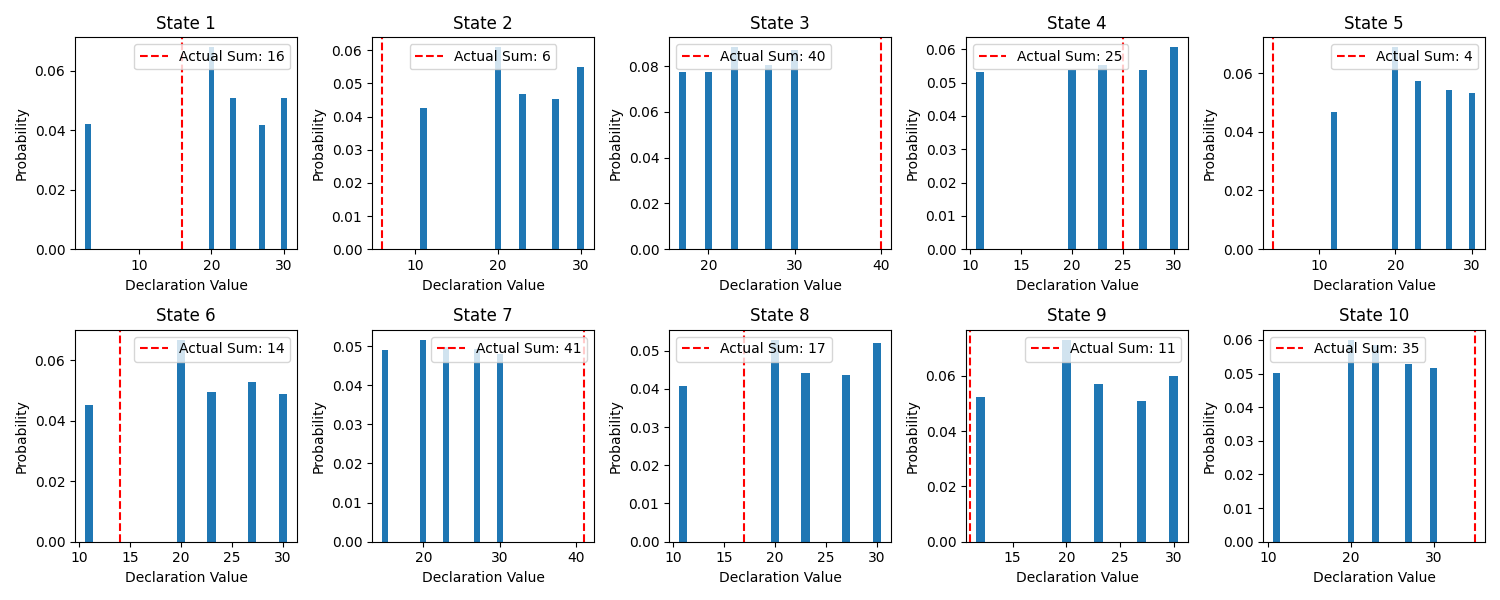 State 1
Actual Sum: 16
Probability
0.06
0.04
0.02
0.00
10 20 30
Declaration Value
State 2
Actual Sum: 6
Probability
0.06
0.05
0.04
0.03
0.02
0.01
0.00
10 20 30
Declaration Value
State 3
Actual Sum: 40
Probability
0.08
0.06
0.04
0.02
0.00
20 30 40
Declaration Value
State 4
Actual Sum: 25
Probability
0.06
0.05
0.04
0.03
0.02
0.01
0.00
10 15 20 25 30
Declaration Value
State 5
Actual Sum: 4
Probability
0.06
0.04
0.02
0.00
10 20 30
Declaration Value
State 6
Actual Sum: 14
Probability
0.06
0.04
0.02
0.00
10 15 20 25 30
Declaration Value
State 7
Actual Sum: 41
Probability
0.05
0.04
0.03
0.02
0.01
0.00
20 30 40
Declaration Value
State 8
Actual Sum: 17
Probability
0.05
0.04
0.03
0.02
0.01
0.00
10 15 20 25 30
Declaration Value
State 9
Actual Sum: 11
Probability
0.06
0.04
0.02
0.00
15 20 25 30
Declaration Value
State 10
Actual Sum: 35
Probability
0.06
0.05
0.04
0.03
0.02
0.01
0.00
10 20 30
Declaration Value